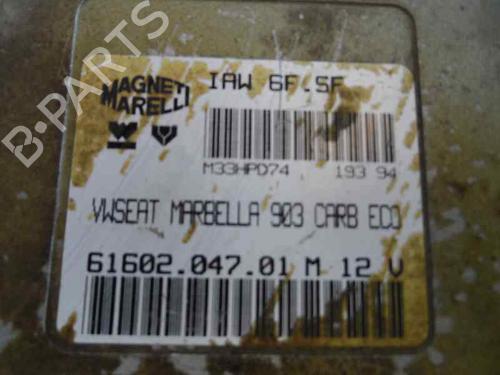 B-PARTS
MAGNETI
MARELLI
IAW 6F.SF
M33HPD74 193 94
VWSEAT MARBELLA 903 CARB ECO
61602.047.01 M 12 V